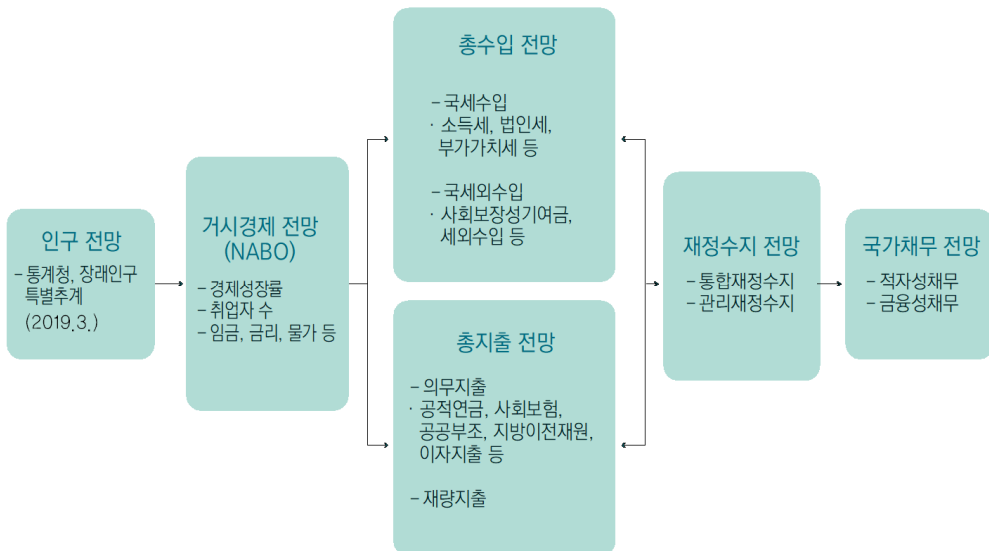 인구 전망
– 통계청, 장래인구
특별추계
(2019.3.)
거시경제 전망
(NABO)
– 경제성장률
– 취업자 수
– 임금, 금리, 물가 등
총수입 전망
– 국세수입
· 소득세, 법인세,
부가가치세 등
– 국세외수입
· 사회보장성기여금,
세외수입 등
총지출 전망
– 의무지출
· 공적연금, 사회보험,
공공부조, 지방이전재원,
이자지출 등
– 재량지출
재정수지 전망
– 통합재정수지
– 관리재정수지
국가채무 전망
– 적자성채무
– 금융성채무